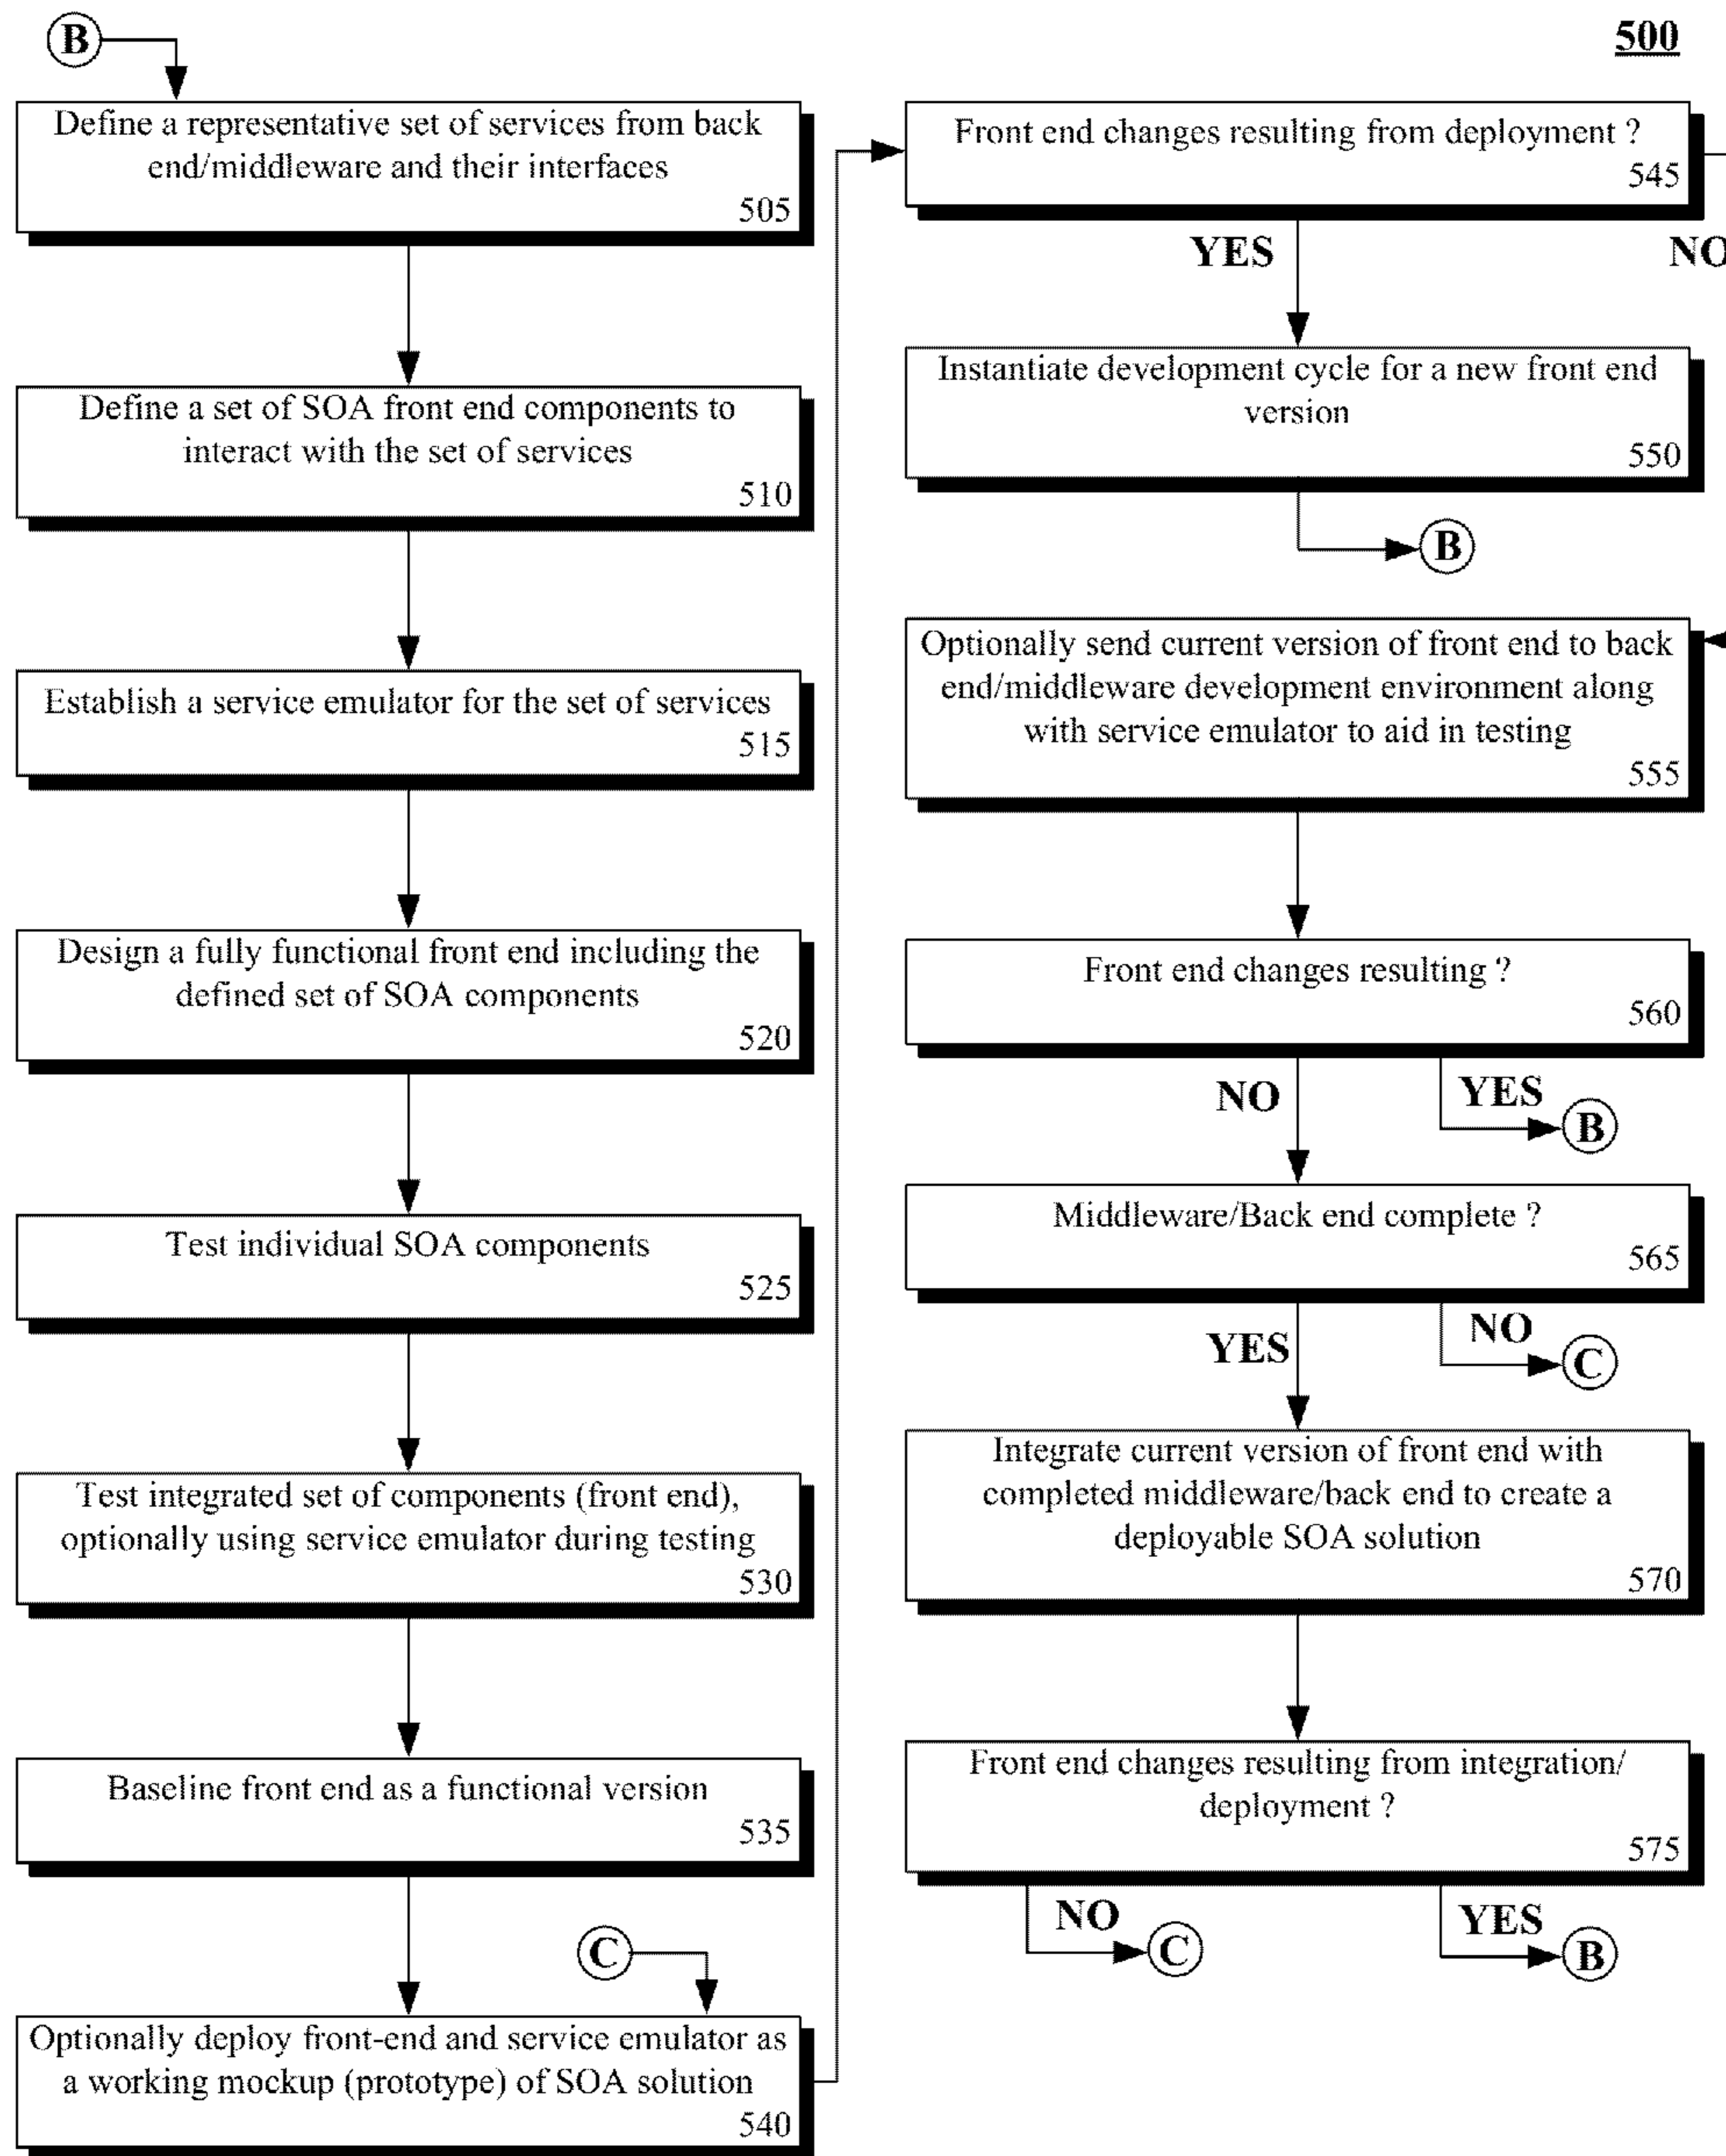 B
Define a representative set of services from back
end/middleware and their interfaces
505
Define a set of SOA front end components to
interact with the set of services
510
Establish a service emulator for the set of services
515
Design a fully functional front end including the
defined set of SOA components
520
Test individual SOA components
525
Test integrated set of components (front end),
optionally using service emulator during testing
530
Baseline front end as a functional version
535
C
Optionally deploy front-end and service emulator as
a working mockup (prototype) of SOA solution
540
500
Front end changes resulting from deployment ?
545
YES
NO
Instantiate development cycle for a new front end
version
550
B
Optionally send current version of front end to back
end/middleware development environment along
with service emulator to aid in testing
555
Front end changes resulting ?
560
NO
YES
B
Middleware/Back end complete ?
565
YES
NO
C
Integrate current version of front end with
completed middleware/back end to create a
deployable SOA solution
570
Front end changes resulting from integration/
deployment ?
575
NO
C
YES
B